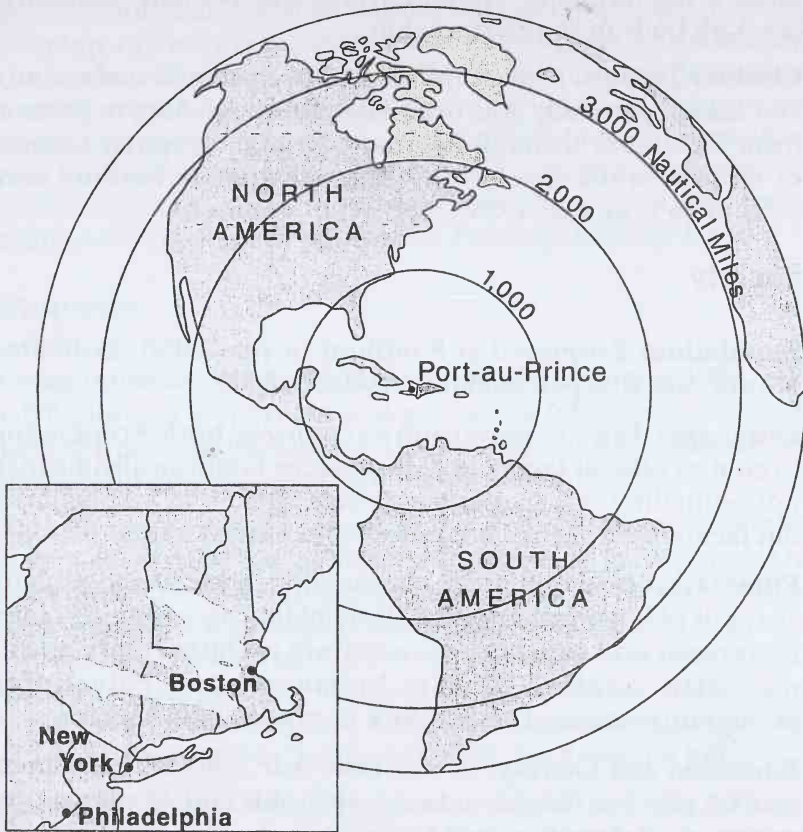 NORTH
AMERICA
1,000
2,000
3,000 Nautical Miles
Port-au-Prince
SOUTH
AMERICA
Boston
New
York
Philadelphia